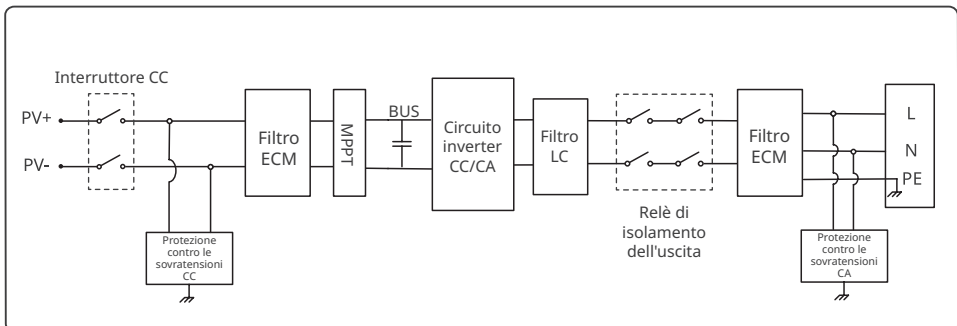 Interruttore CC
PV+
PV-
Filtro
ECM
MPPT
BUS
Circuito
inverter
CC/CA
Filtro
LC
Relè di
isolamento
dell'uscita
Filtro
ECM
L
N
PE
Protezione
contro le
sovratensioni
CC
Protezione
contro le
sovratensioni
CA